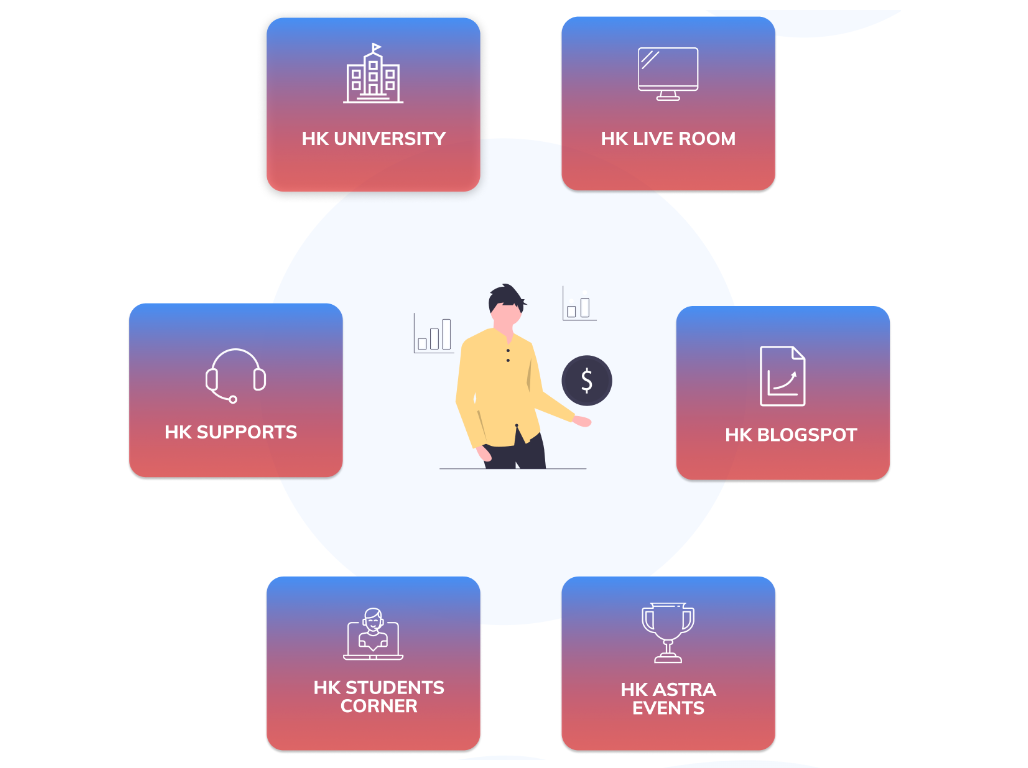 HK UNIVERSITY
HK LIVE ROOM
HK SUPPORTS
$
HK BLOGSPOT
HK STUDENTS
CORNER
HK ASTRA
EVENTS